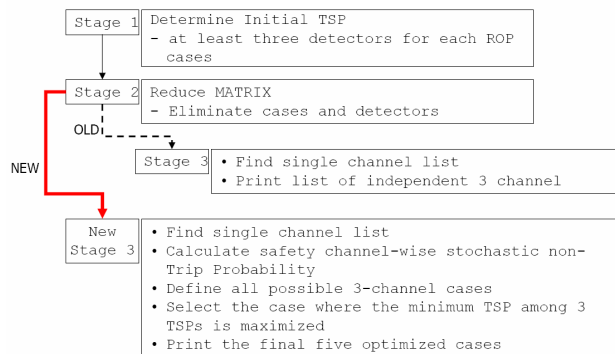 Stage 1
Determine Initial TSP
- at least three detectors for each ROP
cases
Stage 2
Reduce MATRIX
- Eliminate cases and detectors
OLD
NEW
Stage 3
• Find single channel list
• Print list of independent 3 channel
New
Stage 3
• Find single channel list
• Calculate safety channel-wise stochastic non-
Trip Probability
• Define all possible 3-channel cases
• Select the case where the minimum TSP among 3
TSPs is maximized
• Print the final five optimized cases